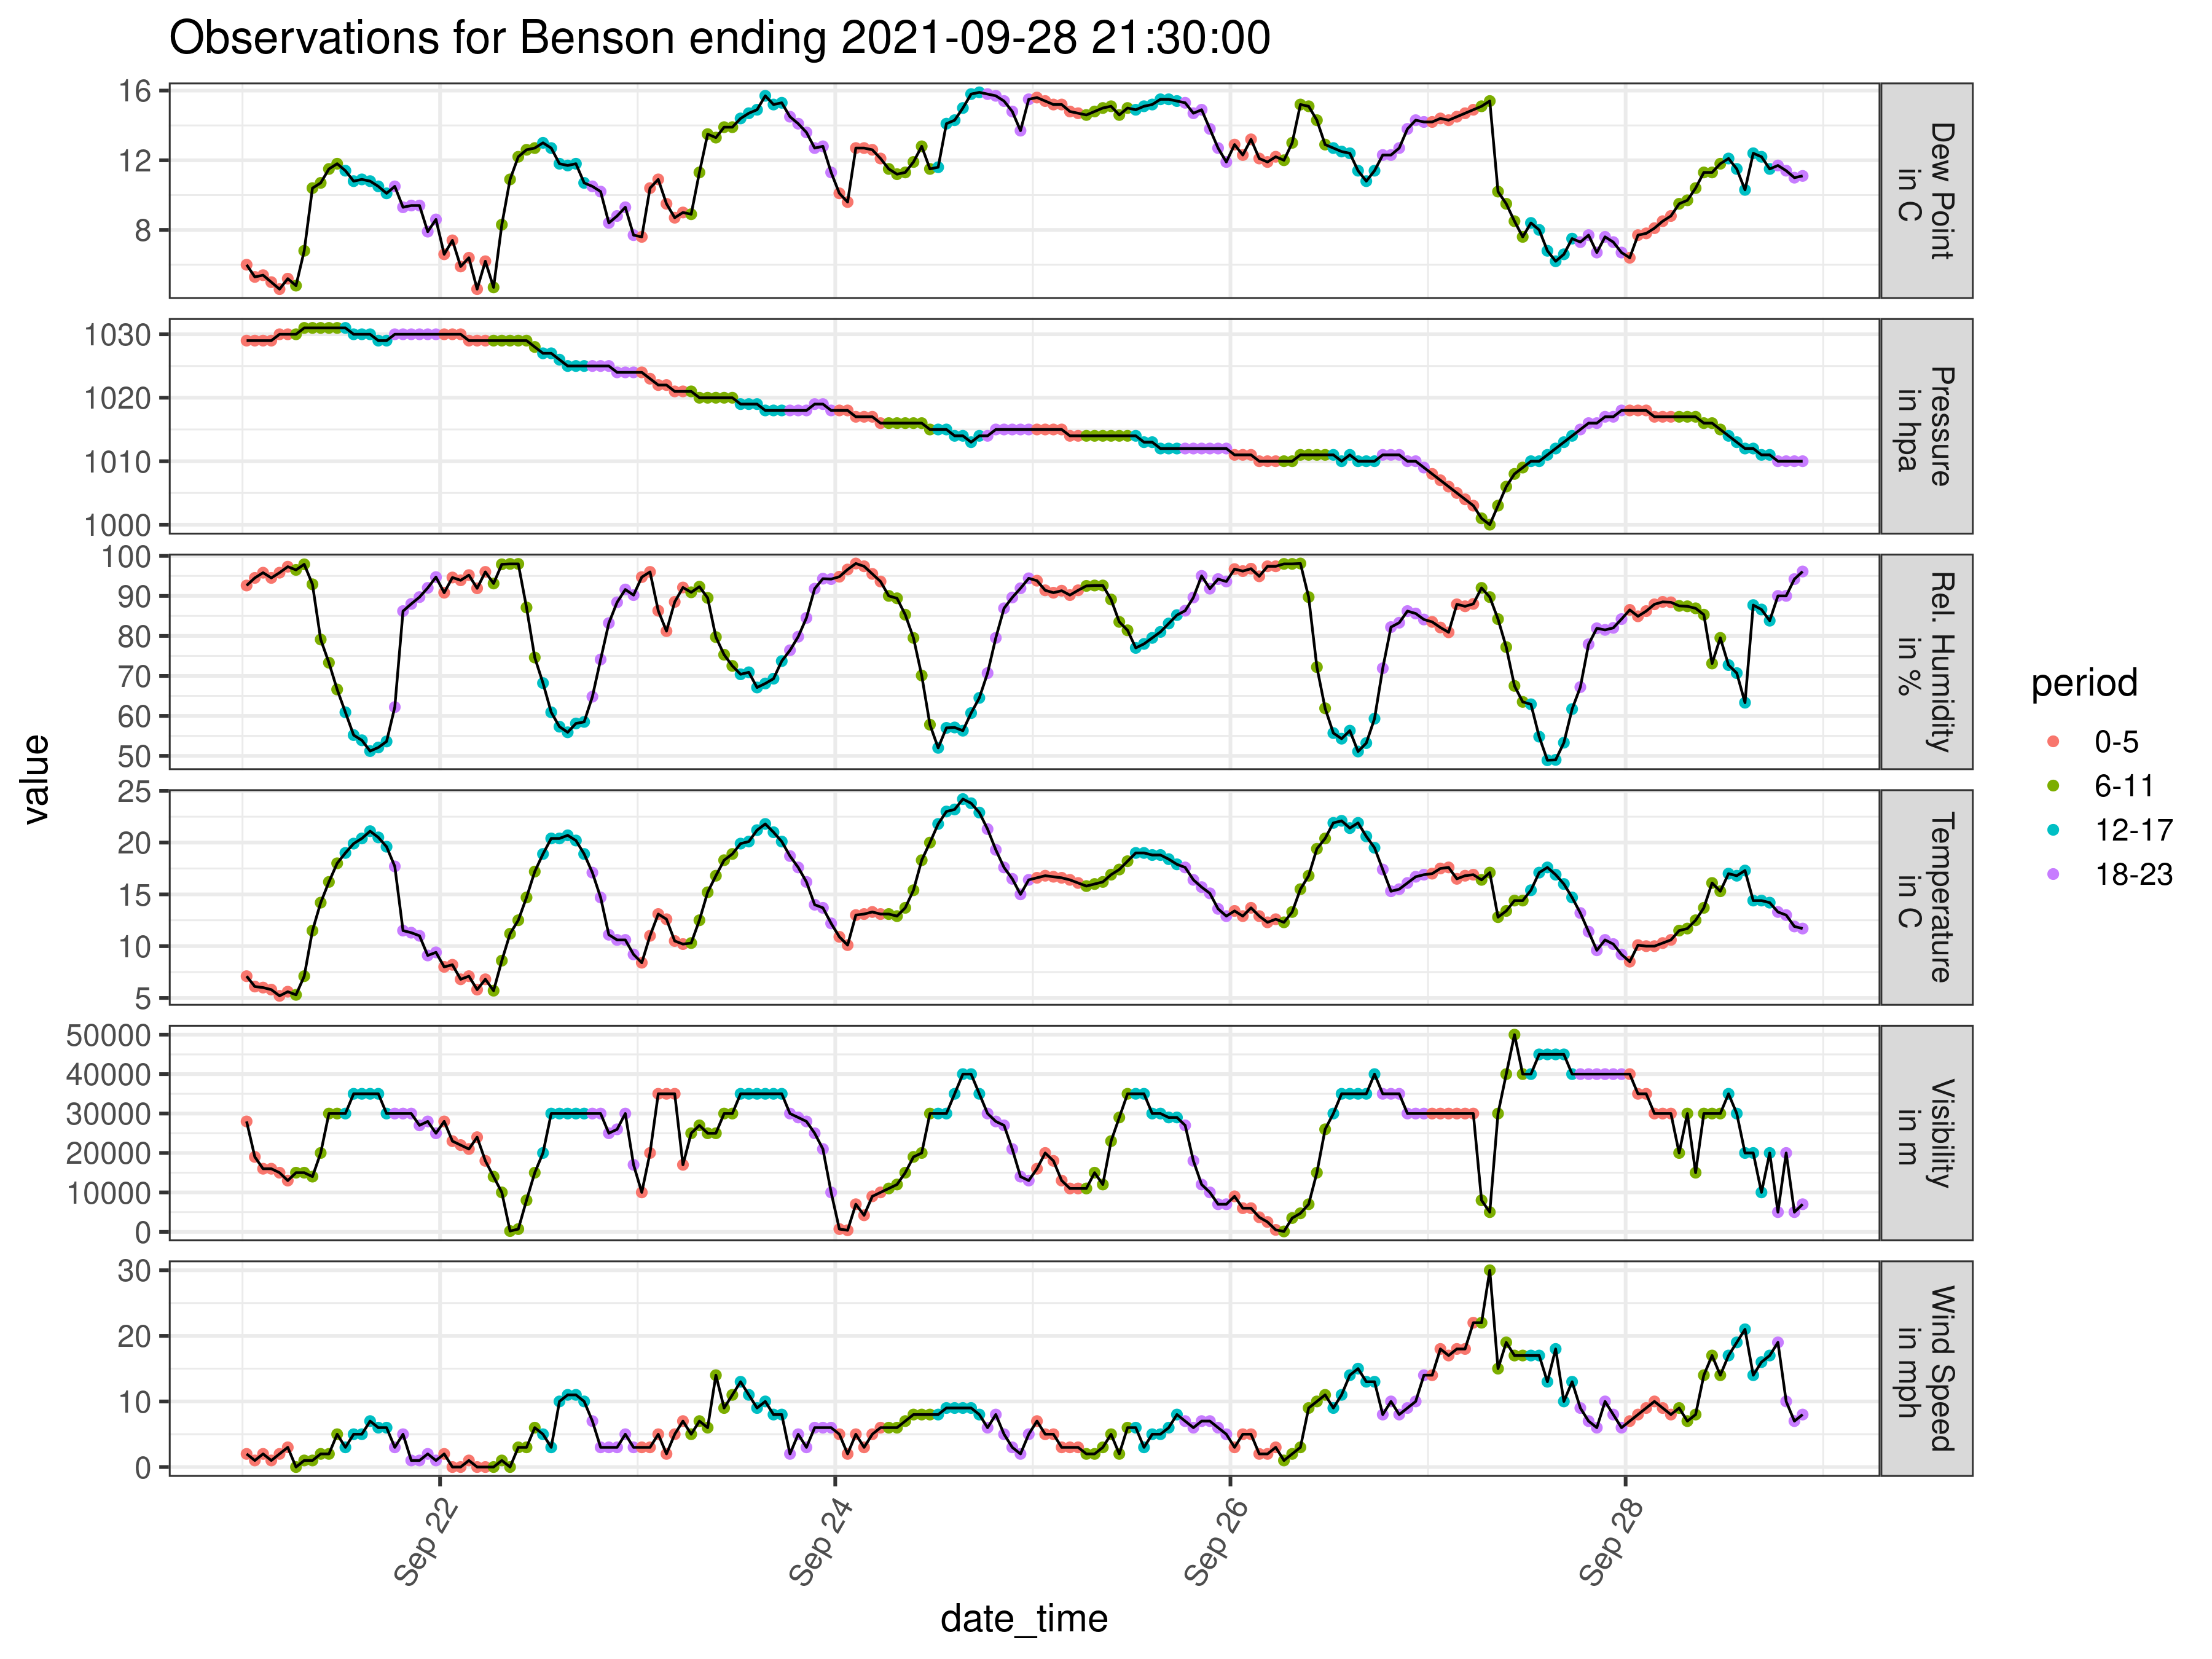 Observations for Benson ending 2021-09-28 21:30:00
value
16
12
8
Dew Point
in C
1030
1020
1010
1000
Pressure
in hpa
100
90
80
70
60
50
Rel. Humidity
in %
25
20
15
10
5
Temperature
in C
50000
40000
30000
20000
10000
0
Visibility
in m
30
20
10
0
Wind Speed
in mph
Sep 22
Sep 24
Sep 26
Sep 28
date_time
period
0-5
6-11
12-17
18-23